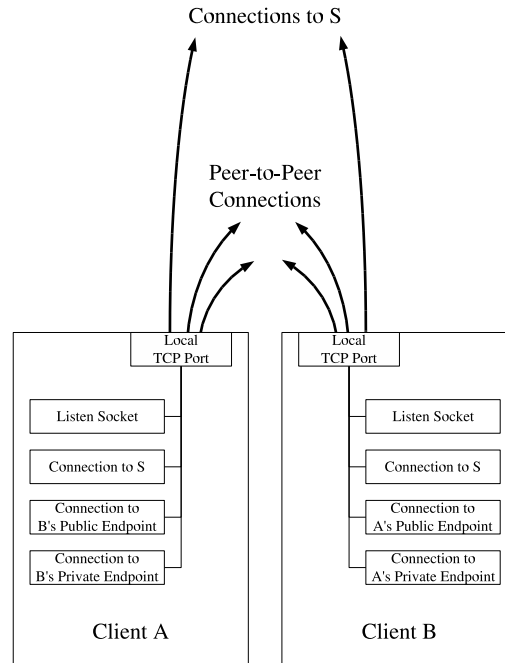 Connections to S
Peer-to-Peer
Connections
Local
TCP Port
Listen Socket
Connection to S
Connection to
B's Public Endpoint
Connection to
B's Private Endpoint
Client A
Local
TCP Port
Listen Socket
Connection to S
Connection to
A's Public Endpoint
Connection to
A's Private Endpoint
Client B